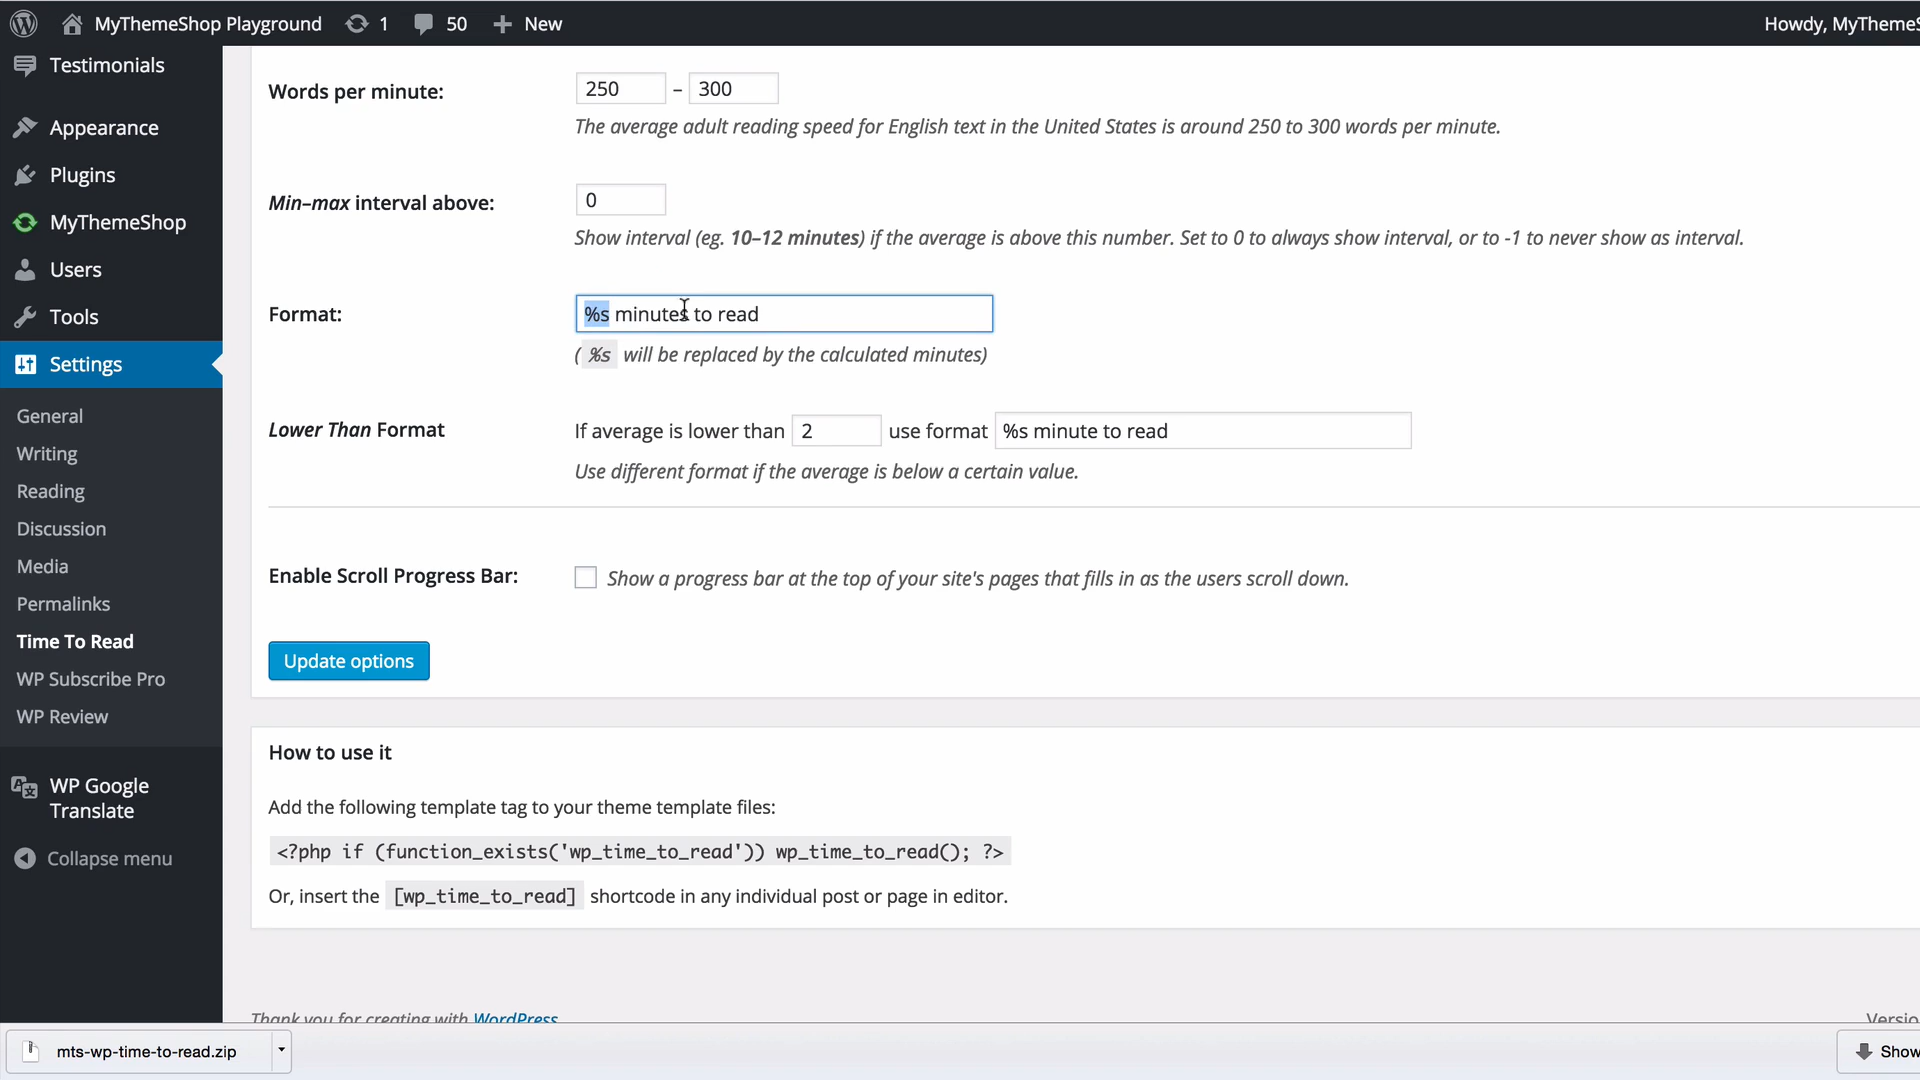 MyThemeShop Playground 1 50 New Howdy, MyThemeS
Testimonials
Appearance
Plugins
MyThemeShop
Users
Tools
Settings
General
Writing
Reading
Discussion
Media
Permalinks
Time To Read
WP Subscribe Pro
WP Review
WP Google
Translate
Collapse menu
Words per minute: 250 – 300
The average adult reading speed for English text in the United States is around 250 to 300 words per minute.
Min–max interval above: 0
Show interval (eg. 10–12 minutes) if the average is above this number. Set to 0 to always show interval, or to -1 to never show as interval.
Format: %s minutes to read
( %s will be replaced by the calculated minutes)
Lower Than Format If average is lower than 2 use format %s minute to read
Use different format if the average is below a certain value.
Enable Scroll Progress Bar: Show a progress bar at the top of your site's pages that fills in as the users scroll down.
Update options
How to use it
Add the following template tag to your theme template files:
<?php if (function_exists('wp_time_to_read')) wp_time_to_read(); ?>
Or, insert the [wp_time_to_read] shortcode in any individual post or page in editor.
Thank you for creating with WordPress Versio
mts-wp-time-to-read.zip Show